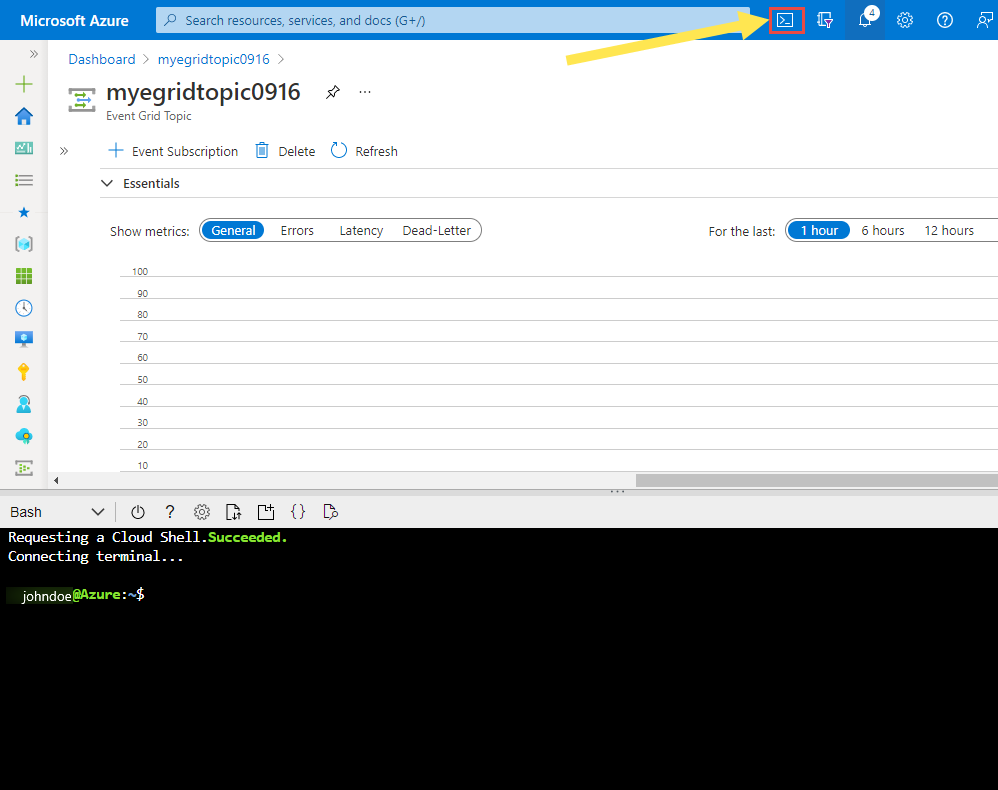 Microsoft Azure
Search resources, services, and docs (G+/)
4
Dashboard > myegridtopic0916 >
myegridtopic0916
Event Grid Topic
Event Subscription Delete Refresh
Essentials
Show metrics: General Errors Latency Dead-Letter For the last: 1 hour 6 hours 12 hours
100
90
80
70
60
50
40
30
20
10
Bash
Requesting a Cloud Shell.Succeeded.
Connecting terminal...
johndoe@Azure:~$